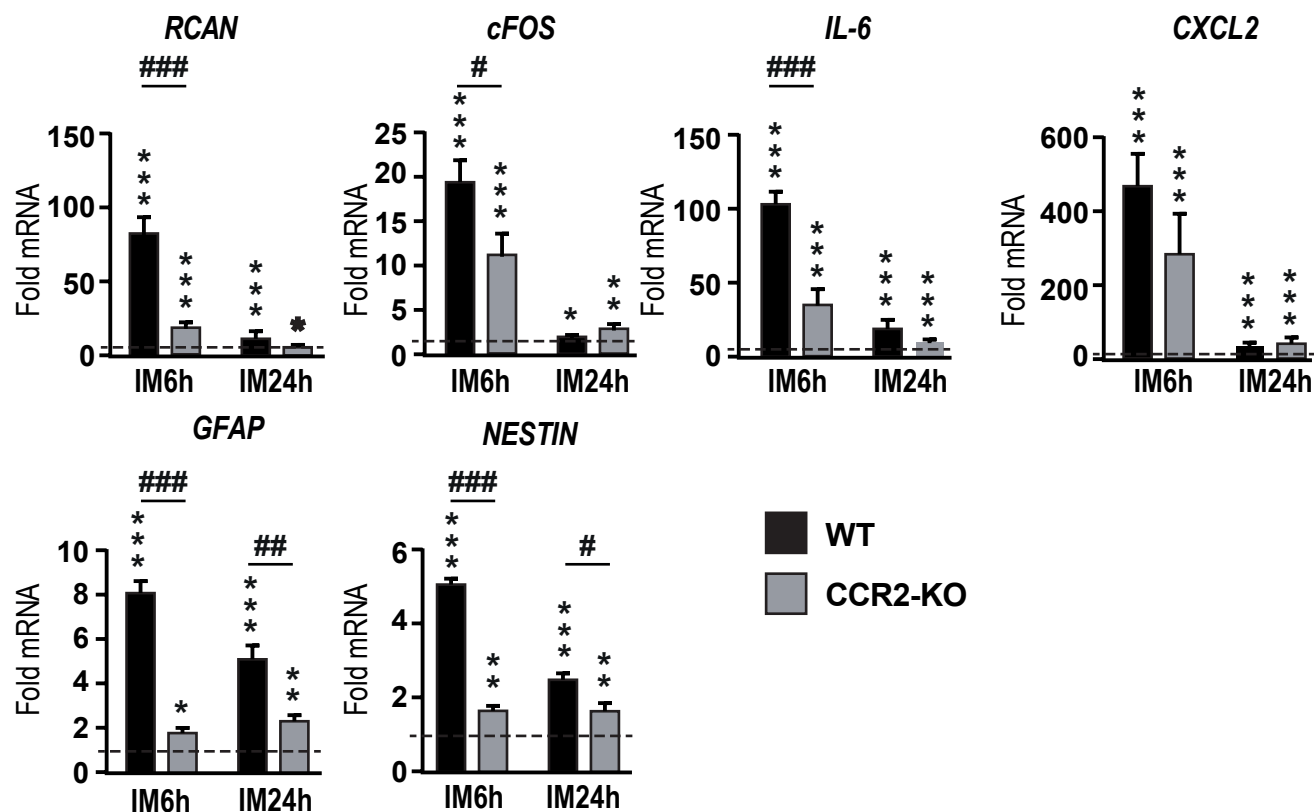 RCAN
###
Fold mRNA
150
100
50
0
***
***
***
*
IM6h IM24h
cFOS
#
Fold mRNA
25
20
15
10
5
0
***
***
*
**
IM6h IM24h
IL-6
###
Fold mRNA
150
100
50
0
***
***
***
***
IM6h IM24h
CXCL2
Fold mRNA
600
400
200
0
***
***
***
***
IM6h IM24h
GFAP
###
##
Fold mRNA
10
8
6
4
2
0
***
*
***
**
IM6h IM24h
NESTIN
###
#
Fold mRNA
6
4
2
0
***
**
***
**
IM6h IM24h
WT
CCR2-KO